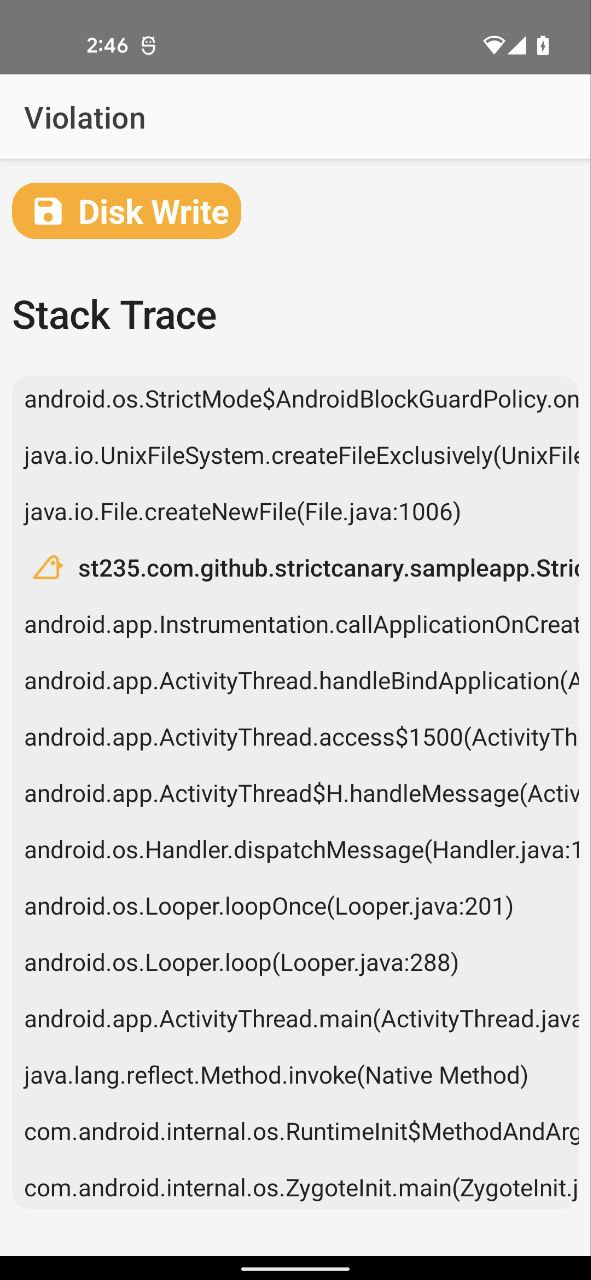 2:46
Violation
Disk Write
Stack Trace
android.os.StrictMode$AndroidBlockGuardPolicy.on
java.io.UnixFileSystem.createFileExclusively(UnixFile
java.io.File.createNewFile(File.java:1006)
st235.com.github.strictcanary.sampleapp.Stric
android.app.Instrumentation.callApplicationOnCreat
android.app.ActivityThread.handleBindApplication(A
android.app.ActivityThread.access$1500(ActivityTh
android.app.ActivityThread$H.handleMessage(Activ
android.os.Handler.dispatchMessage(Handler.java:1
android.os.Looper.loopOnce(Looper.java:201)
android.os.Looper.loop(Looper.java:288)
android.app.ActivityThread.main(ActivityThread.java
java.lang.reflect.Method.invoke(Native Method)
com.android.internal.os.RuntimeInit$MethodAndArg
com.android.internal.os.ZygoteInit.main(ZygoteInit.j